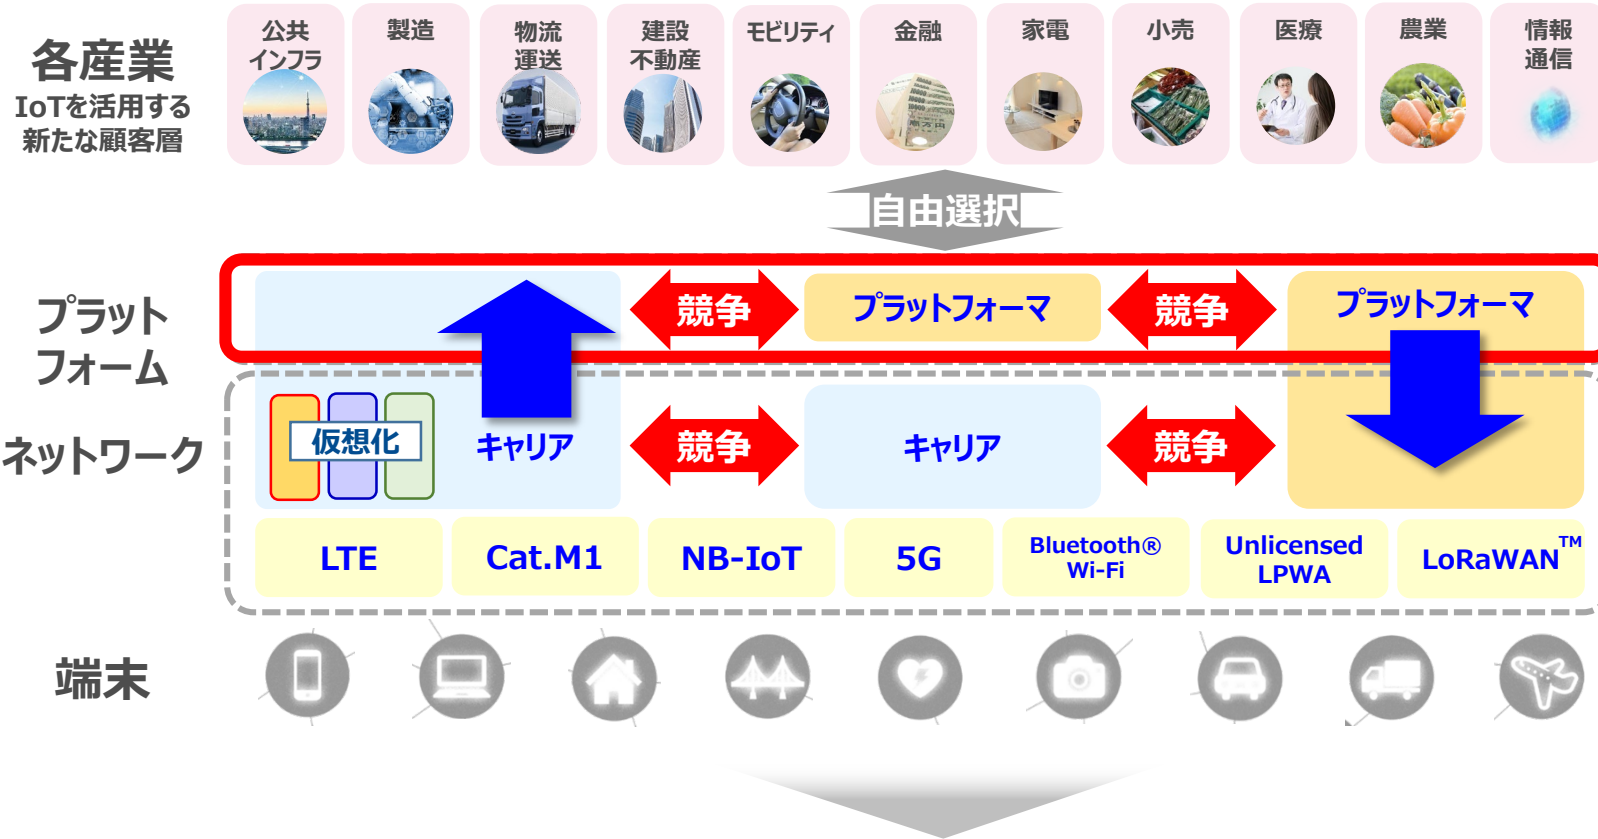 各産業
IoTを活用する
新たな顧客層
公共
インフラ
製造
物流
運送
建設
不動産
モビリティ
金融
家電
小売
医療
農業
情報
通信
自由選択
プラット
フォーム
競争
プラットフォーマ
競争
プラットフォーマ
ネットワーク
仮想化
キャリア
競争
キャリア
競争
LTE
Cat.M1
NB-IoT
5G
Bluetooth®
Wi-Fi
Unlicensed
LPWA
LoRaWAN™
端末